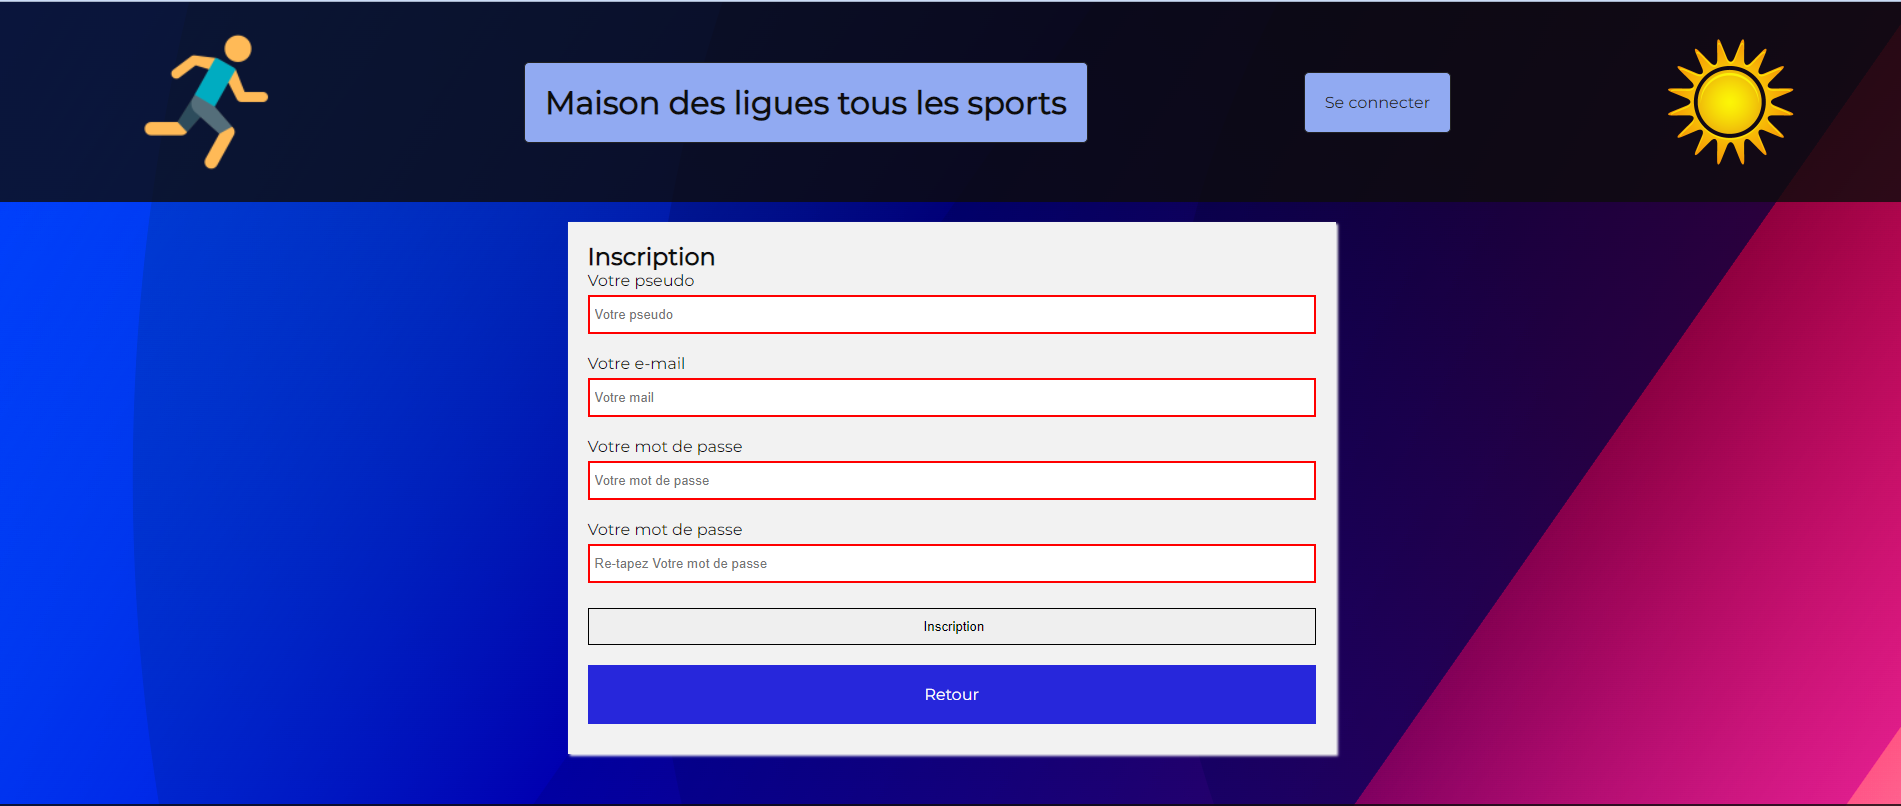 Maison des ligues tous les sports
Se connecter
Inscription
Votre pseudo
Votre pseudo
Votre e-mail
Votre mail
Votre mot de passe
Votre mot de passe
Votre mot de passe
Re-tapez Votre mot de passe
Inscription
Retour